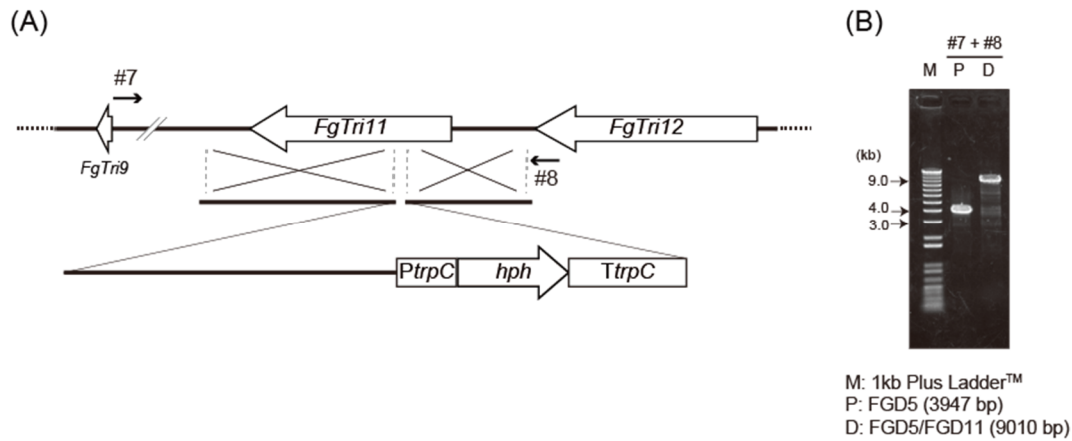 (A)
#7
FgTri11
FgTri12
FgTri9
#8
PtrpC
hph
TtrpC
(B)
#7 + #8
M P D
(kb)
9.0
4.0
3.0
M: 1kb Plus Ladder™
P: FGD5 (3947 bp)
D: FGD5/FGD11 (9010 bp)